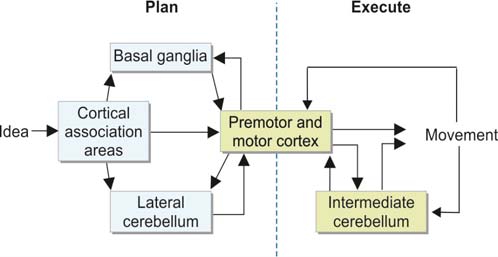 Plan
Execute
Basal ganglia
Idea
Cortical
association
areas
Premotor and
motor cortex
Movement
Lateral
cerebellum
Intermediate
cerebellum